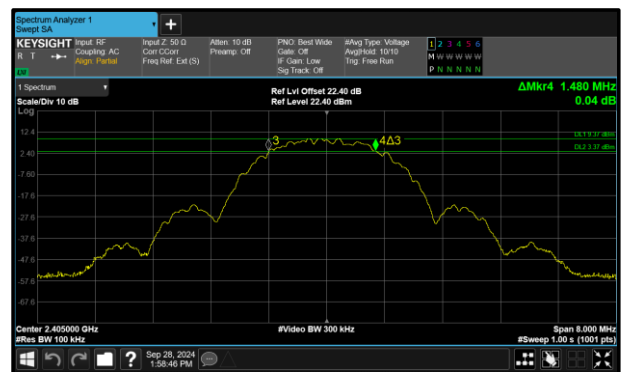 Spectrum Analyzer 1
Swept SA
+
KEYSIGHT Input: RF Input Z: 50 Ω Atten: 10 dB PNO: Best Wide #Avg Type: Voltage 1 2 3 4 5 6
R T Coupling: AC Corr CCorr Preamp: Off Gate: Off Avg|Hold: 10/10 M W W W W W
Align: Partial Freq Ref: Ext (S) IF Gain: Low Trig: Free Run
LW Sig Track: Off P N N N N N
1 Spectrum Ref Lvl Offset 22.40 dB ΔMkr4 1.480 MHz
Scale/Div 10 dB Ref Level 22.40 dBm 0.04 dB
Log
12.4 3 4Δ3 DL1 9.37 dBm
2.40 DL2 3.37 dBm
-7.60
-17.6
-27.6
-37.6
-47.6
-57.6
-67.6
Center 2.405000 GHz #Video BW 300 kHz Span 8.000 MHz
#Res BW 100 kHz #Sweep 1.00 s (1001 pts)
? Sep 28, 2024
1:58:46 PM